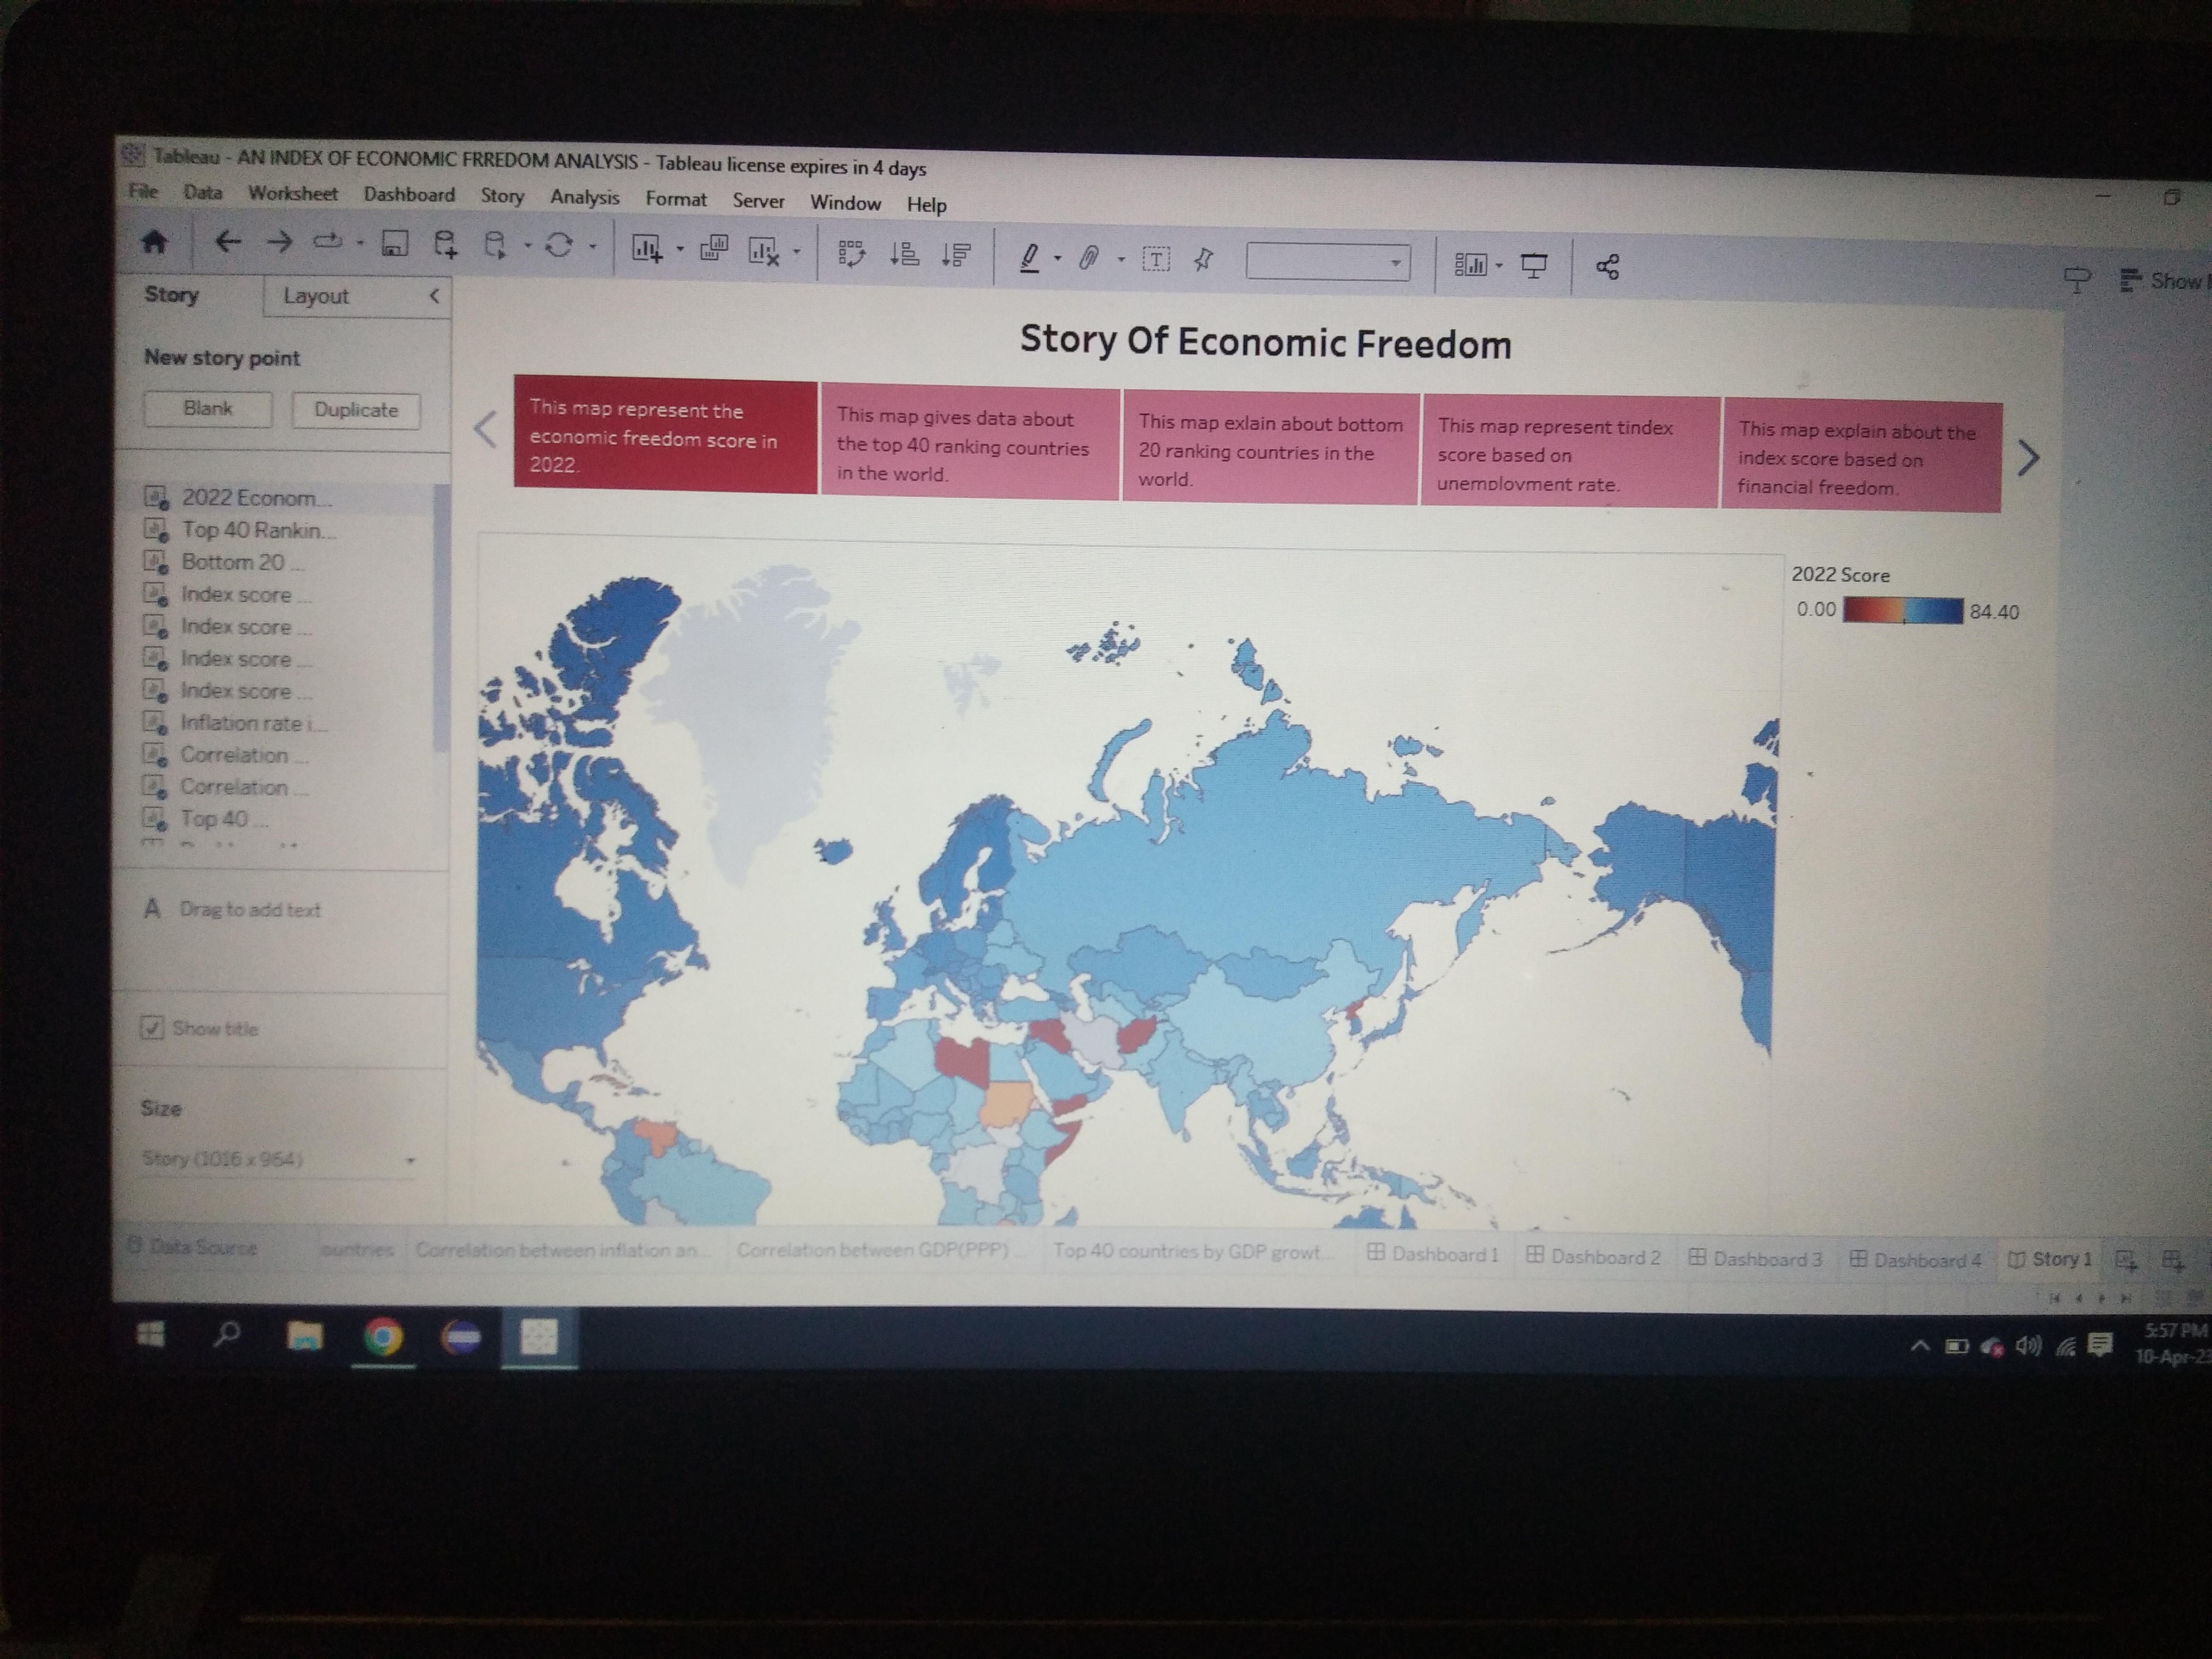 Tableau - AN INDEX OF ECONOMIC FRREDOM ANALYSIS - Tableau license expires in 4 days
File Data Worksheet Dashboard Story Analysis Format Server Window Help
Show
Story Layout
New story point
Blank Duplicate
2022 Econom...
Top 40 Rankin...
Bottom 20 ...
Index score ...
Index score ...
Index score ...
Index score ...
Inflation rate i...
Correlation ...
Correlation ...
Top 40 ...
A Drag to add text
Show title
Size
Story (1016 x 964)
Story Of Economic Freedom
This map represent the
economic freedom score in
2022.
This map gives data about
the top 40 ranking countries
in the world.
This map exlain about bottom
20 ranking countries in the
world.
This map represent tindex
score based on
unemployment rate.
This map explain about the
index score based on
financial freedom.
2022 Score
0.00 84.40
Data Source ountries Correlation between inflation an... Correlation between GDP(PPP) ... Top 40 countries by GDP growt... Dashboard 1 Dashboard 2 Dashboard 3 Dashboard 4 Story 1
5:57 PM
10-Apr-23